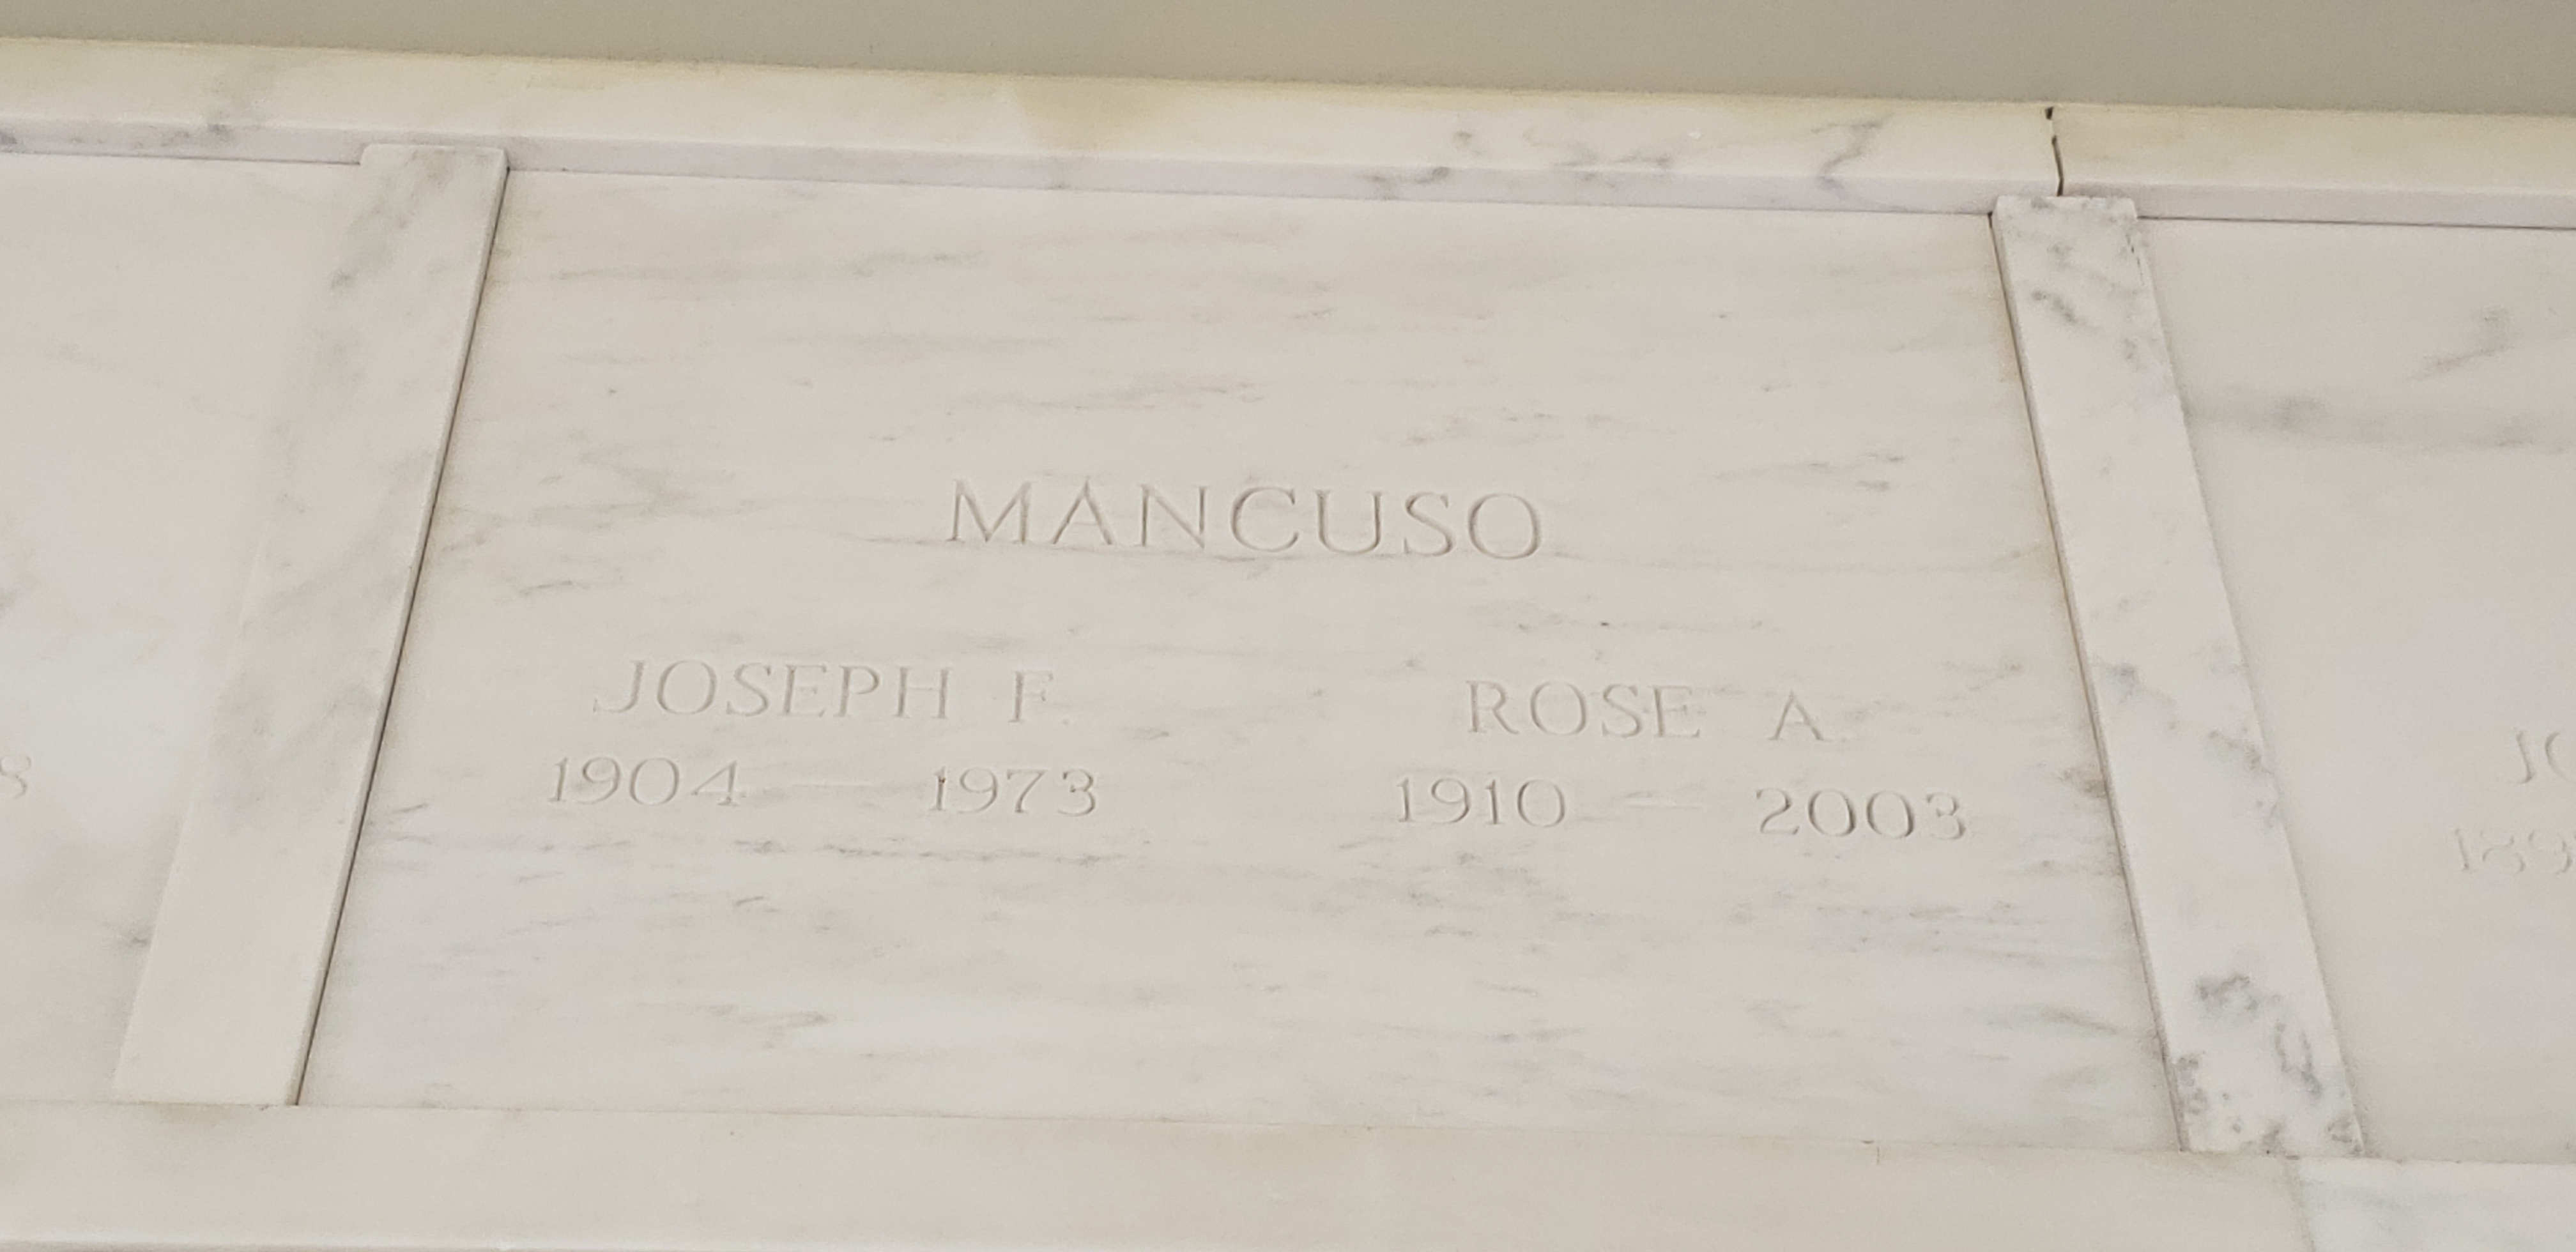 MANCUSO
JOSEPH F. ROSE A.
1904 — 1973 1910 — 2003